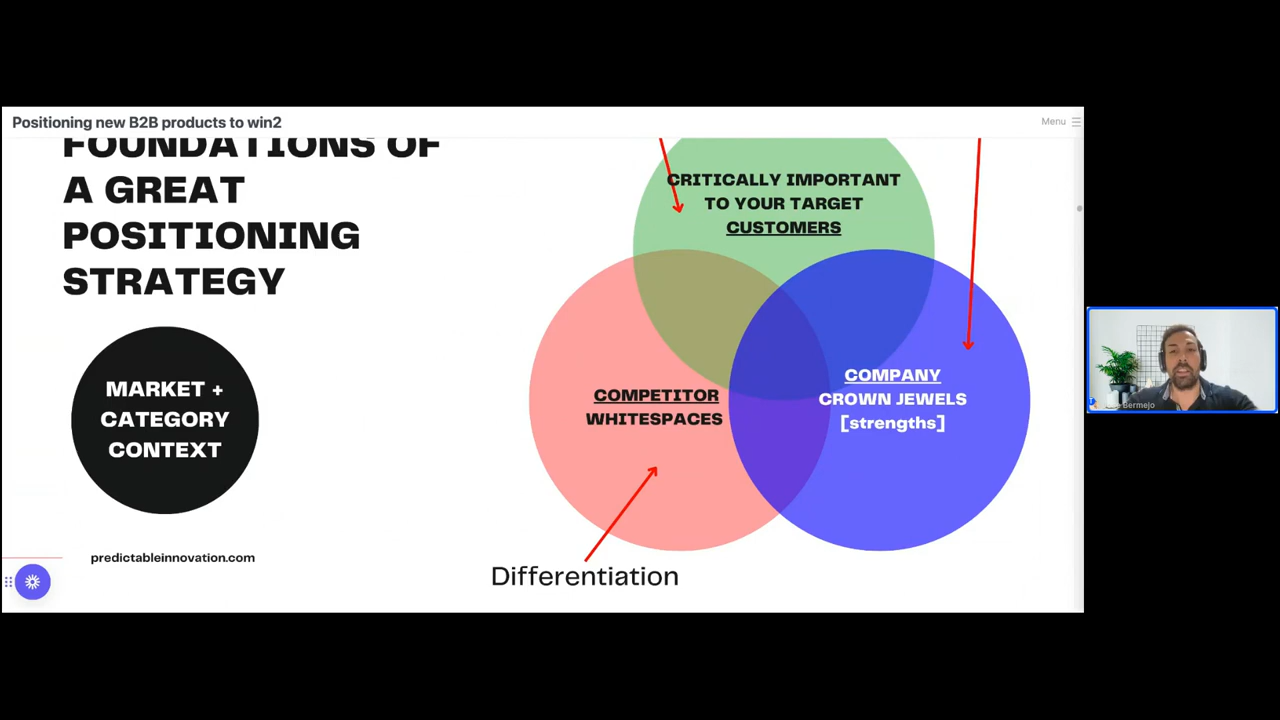 Positioning new B2B products to win2
Menu
FOUNDATIONS OF
A GREAT
POSITIONING
STRATEGY
MARKET +
CATEGORY
CONTEXT
predictableinnovation.com
CRITICALLY IMPORTANT
TO YOUR TARGET
CUSTOMERS
COMPETITOR
WHITESPACES
COMPANY
CROWN JEWELS
[strengths]
Differentiation
Bermejo